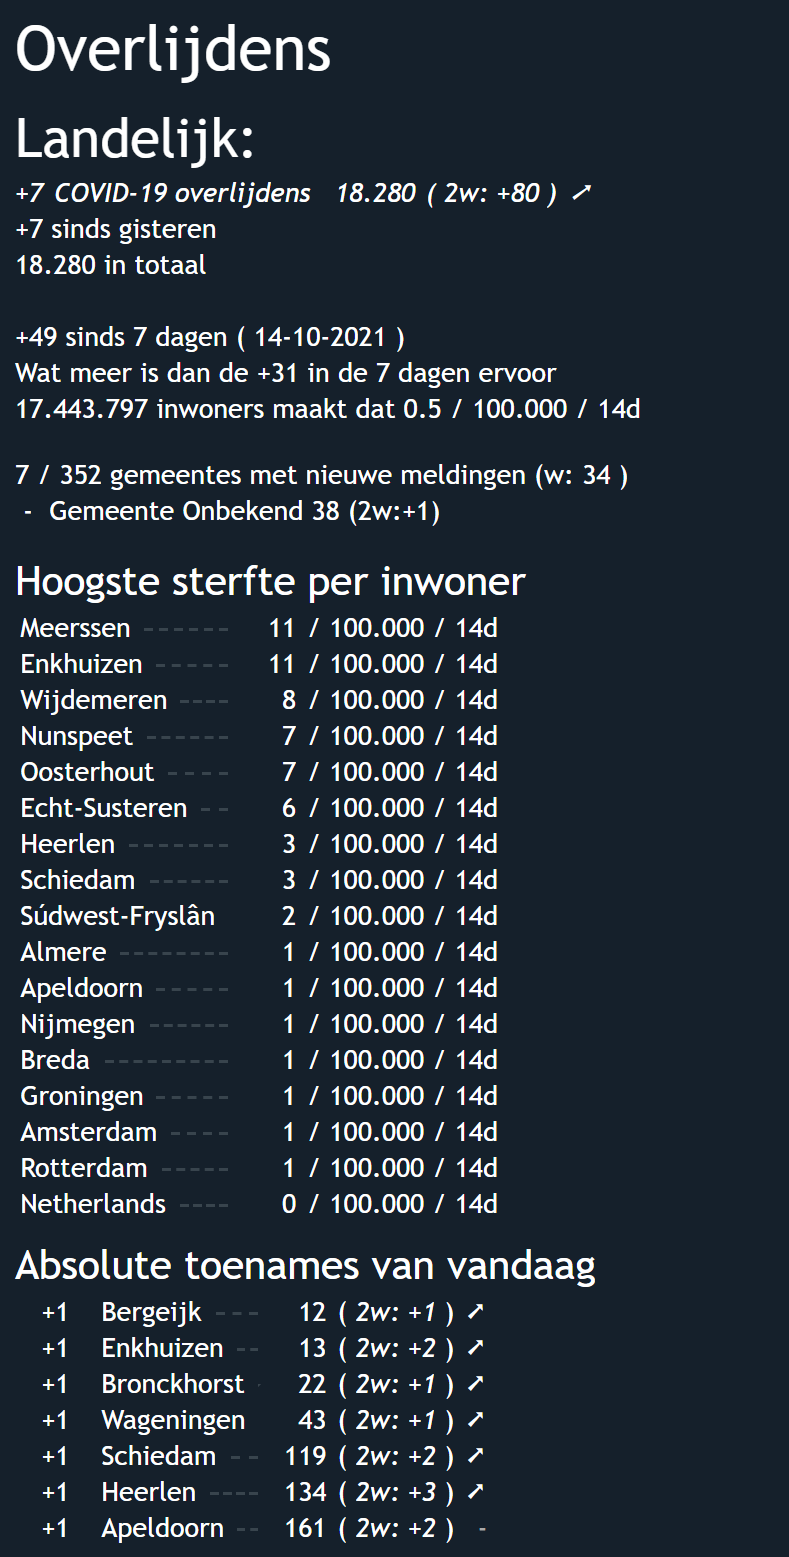 Overlijdens
Landelijk:
+7 COVID-19 overlijdens 18.280 ( 2w: +80 ) ↗
+7 sinds gisteren
18.280 in totaal
+49 sinds 7 dagen ( 14-10-2021 )
Wat meer is dan de +31 in de 7 dagen ervoor
17.443.797 inwoners maakt dat 0.5 / 100.000 / 14d
7 / 352 gemeentes met nieuwe meldingen (w: 34 )
- Gemeente Onbekend 38 (2w:+1)
Hoogste sterfte per inwoner
Meerssen ------ 11 / 100.000 / 14d
Enkhuizen ----- 11 / 100.000 / 14d
Wijdemeren ---- 8 / 100.000 / 14d
Nunspeet ------ 7 / 100.000 / 14d
Oosterhout ---- 7 / 100.000 / 14d
Echt-Susteren -- 6 / 100.000 / 14d
Heerlen ------- 3 / 100.000 / 14d
Schiedam ------ 3 / 100.000 / 14d
Súdwest-Fryslân 2 / 100.000 / 14d
Almere -------- 1 / 100.000 / 14d
Apeldoorn ----- 1 / 100.000 / 14d
Nijmegen ------ 1 / 100.000 / 14d
Breda --------- 1 / 100.000 / 14d
Groningen ----- 1 / 100.000 / 14d
Amsterdam ---- 1 / 100.000 / 14d
Rotterdam ----- 1 / 100.000 / 14d
Netherlands ---- 0 / 100.000 / 14d
Absolute toenames van vandaag
+1 Bergeijk --- 12 ( 2w: +1 ) ↗
+1 Enkhuizen -- 13 ( 2w: +2 ) ↗
+1 Bronckhorst - 22 ( 2w: +1 ) ↗
+1 Wageningen 43 ( 2w: +1 ) ↗
+1 Schiedam -- 119 ( 2w: +2 ) ↗
+1 Heerlen ---- 134 ( 2w: +3 ) ↗
+1 Apeldoorn -- 161 ( 2w: +2 ) -